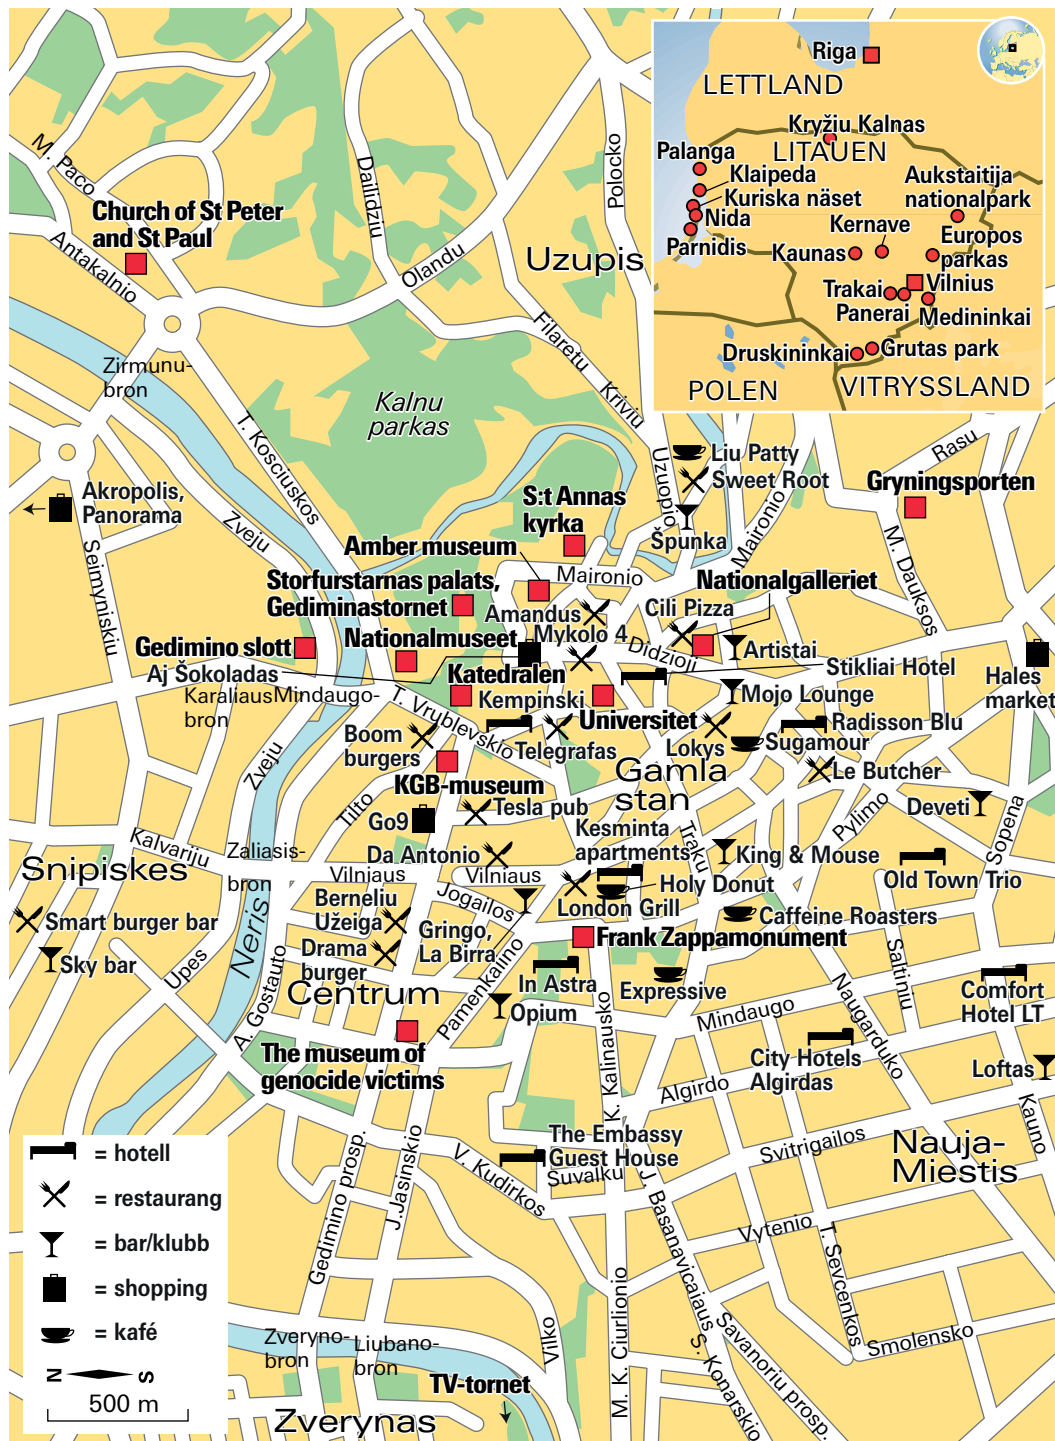 Riga
LETTLAND
Kryžiu Kalnas
LITAUEN
Palanga
Klaipeda
Kuriska näset
Nida
Parnidis
Aukstaitija
nationalpark
Kernave
Kaunas
Europos
parkas
Trakai
Vilnius
Panerai
Medininkai
Druskininkai
Grutas park
POLEN
VITRYSSLAND
M. Paco
Church of St Peter
and St Paul
Antakalnio
Dailidziu
Olandu
Polocko
Uzupis
Filaretu
Kriviu
Zirmunu-
bron
Kalnu
parkas
T. Kosciuskos
Akropolis,
Panorama
Zveju
Seimyniskiu
Uzuopio
Liu Patty
Sweet Root
Špunka
Maironio
Rasu
Gryningsporten
M. Dauksos
S:t Annas
kyrka
Amber museum
Maironio
Storfurstarnas palats,
Gediminastornet
Amandus
Nationalgalleriet
Cili Pizza
Gedimino slott
Nationalmuseet
Mykolo 4
Didzioji
Artistai
Aj Šokoladas
Katedralen
Stikliai Hotel
Hales
market
Karaliaus Mindaugo-
bron
T. Vrublevskio
Kempinski
Universitet
Mojo Lounge
Radisson Blu
Boom
burgers
Telegrafas
Lokys
Sugamour
Zveju
KGB-museum
Gamla
stan
Le Butcher
Tilto
Go9
Tesla pub
Kesminta
apartments
Traku
Pylimo
Deveti
Sopena
Kalvariju
Zaliasis-
bron
Da Antonio
Vilniaus
Vilniaus
King & Mouse
Old Town Trio
Snipiskes
Berneliu
Užeiga
Jogailos
Holy Donut
London Grill
Caffeine Roasters
Smart burger bar
Gringo,
La Birra
Frank Zappamonument
Sky bar
Upes
Neris
Drama
burger
Saltiniu
A. Gostauto
Centrum
Pamenkalnio
In Astra
Expressive
Comfort
Hotel LT
Opium
K. Kalinausko
Mindaugo
Naugarduko
The museum of
genocide victims
City Hotels
Algirdas
Loftas
Algirdo
Kauno
= hotell
= restaurang
= bar/klubb
= shopping
= kafé
N
S
500 m
Gedimino prosp.
J.Jasinskio
V. Kudirkos
The Embassy
Guest House
Suvalku
Svitrigailos
Nauja-
Miestis
J. Basanavicaiaus
Vytenio
T. Sevcenkos
Smolensko
Zveryno-
bron
Liubano-
bron
Vilko
M. K. Ciurlionio
S. Konarskio
Savanoriu prosp.
TV-tornet
Zverynas